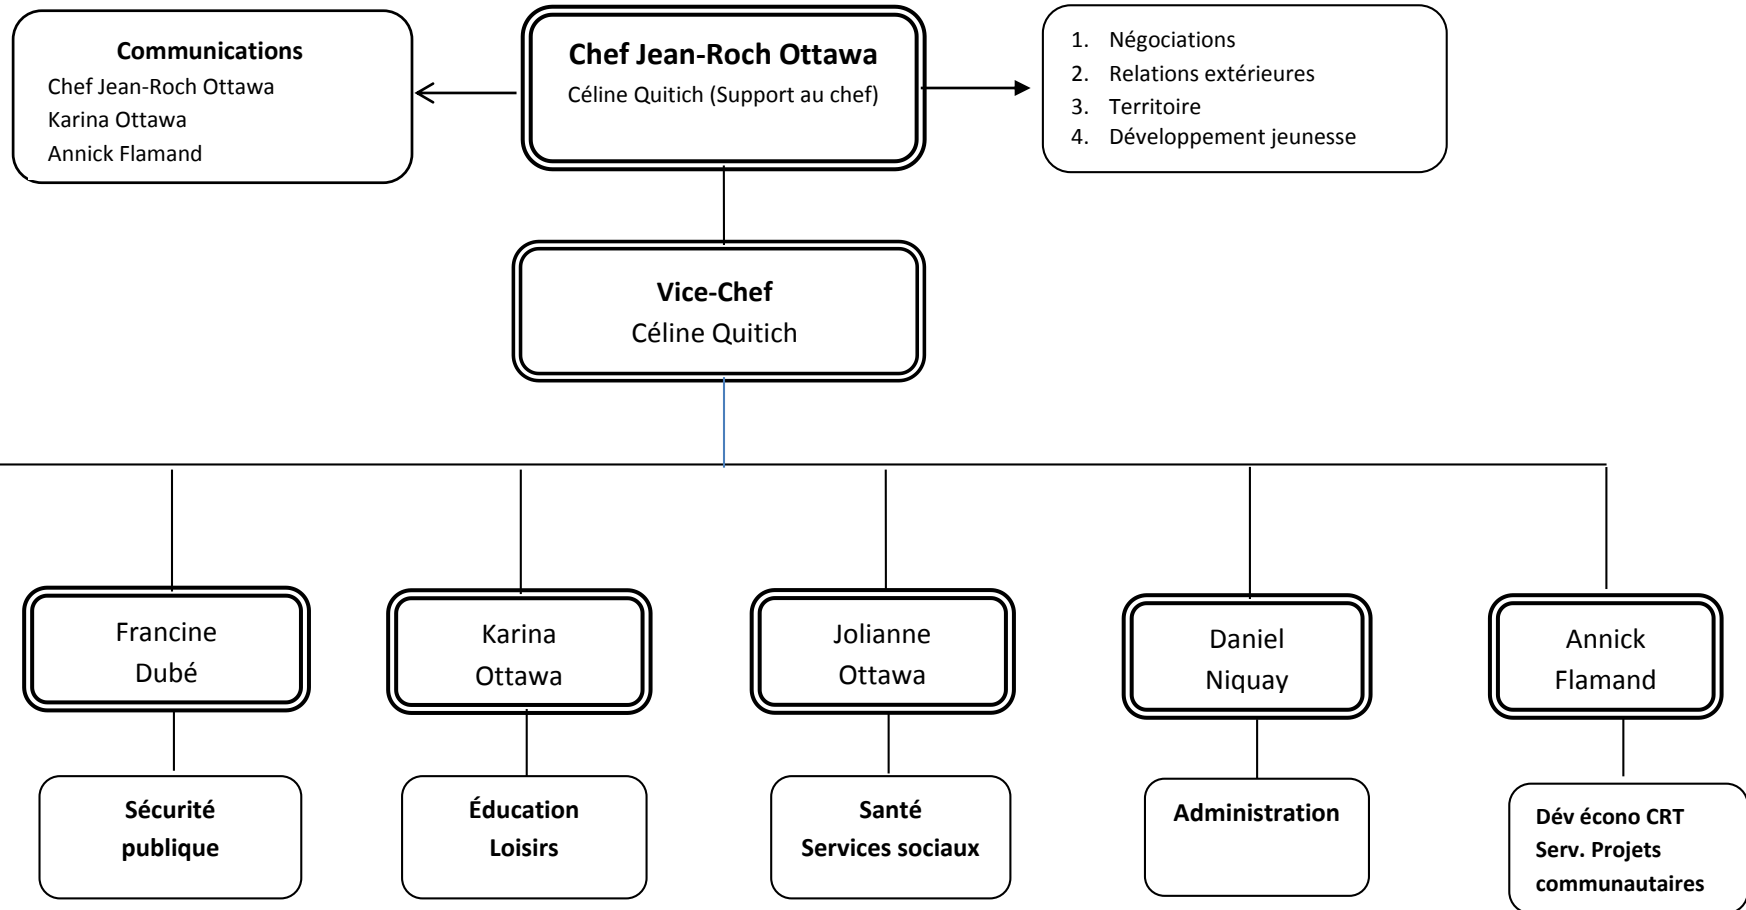 Communications
Chef Jean-Roch Ottawa
Karina Ottawa
Annick Flamand
Chef Jean-Roch Ottawa
Céline Quitich (Support au chef)
1. Négociations
2. Relations extérieures
3. Territoire
4. Développement jeunesse
Vice-Chef
Céline Quitich
Francine
Dubé
Karina
Ottawa
Jolianne
Ottawa
Daniel
Niquay
Annick
Flamand
Sécurité
publique
Éducation
Loisirs
Santé
Services sociaux
Administration
Dév écono CRT
Serv. Projets
communautaires